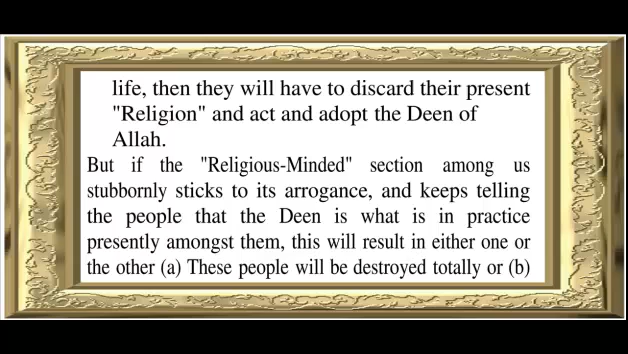 life, then they will have to discard their present
"Religion" and act and adopt the Deen of
Allah.
But if the "Religious-Minded" section among us
stubbornly sticks to its arrogance, and keeps telling
the people that the Deen is what is in practice
presently amongst them, this will result in either one or
the other (a) These people will be destroyed totally or (b)